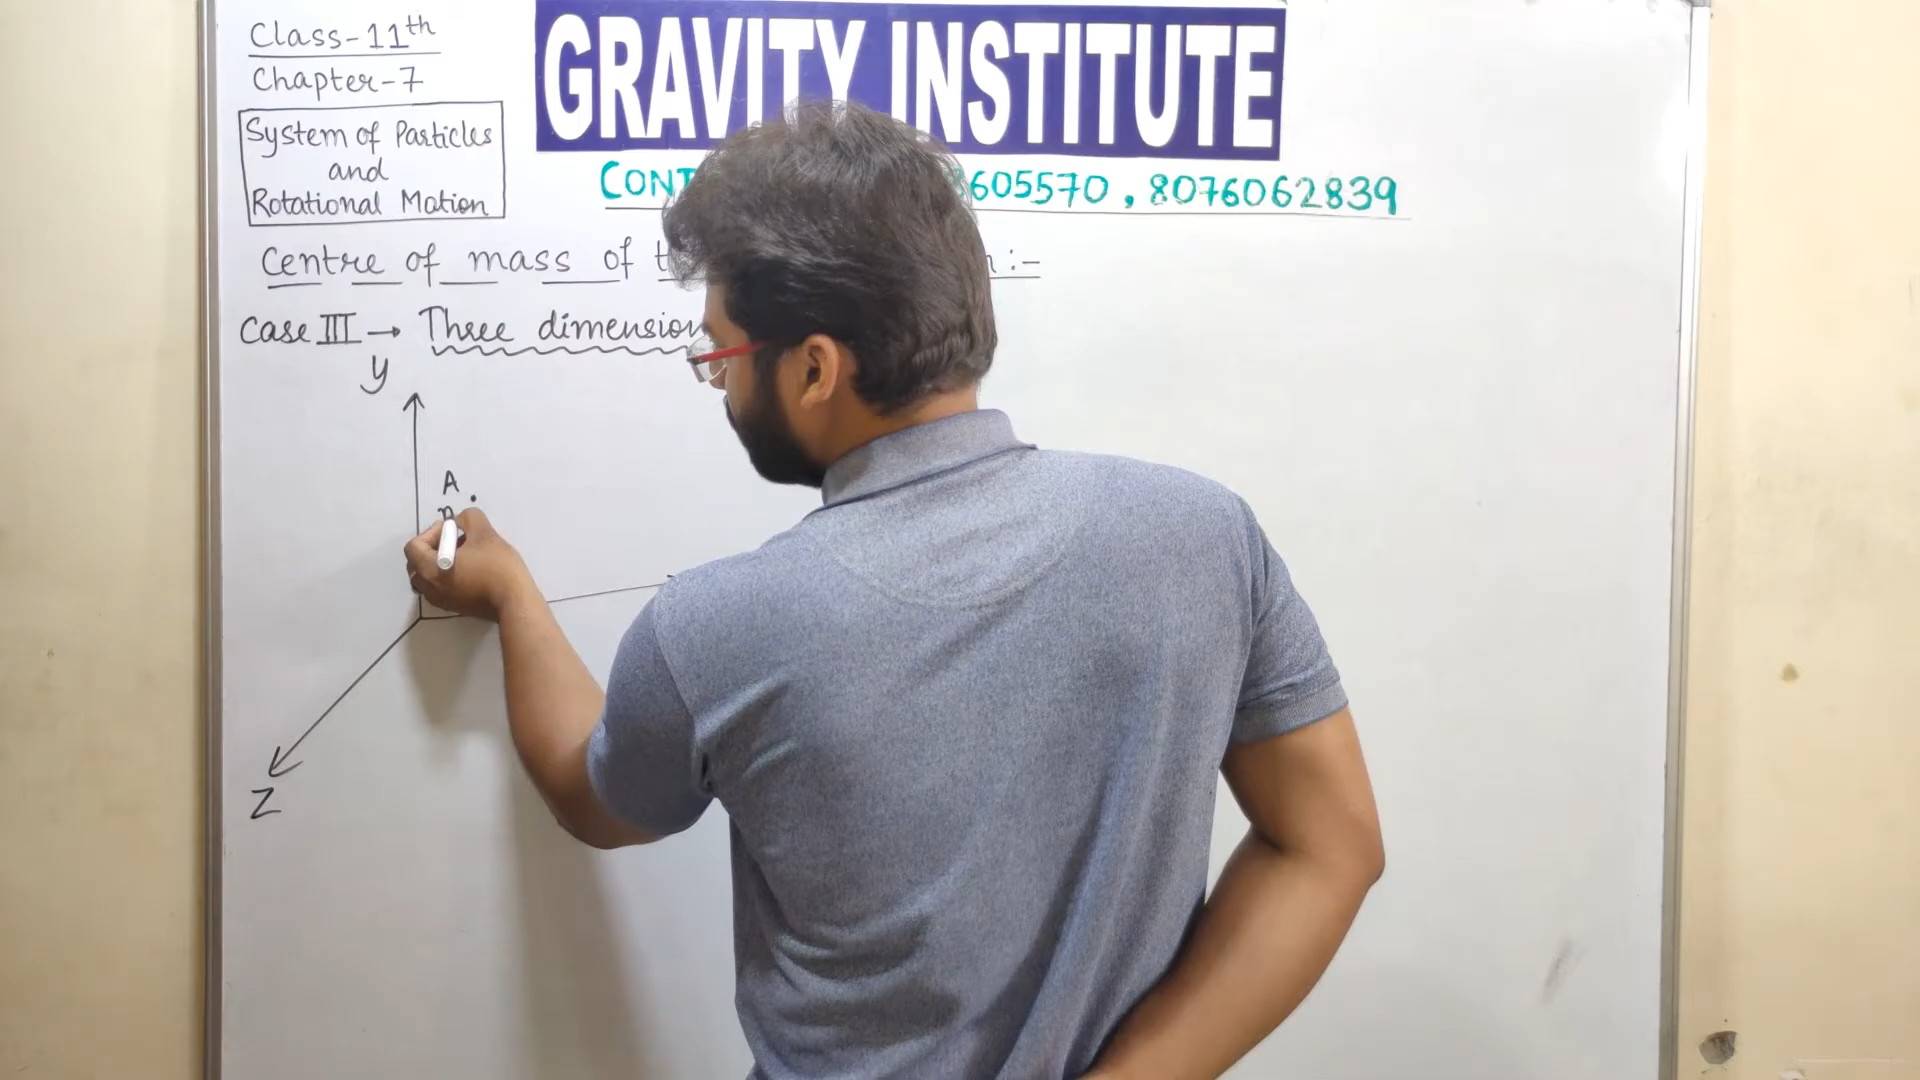 Class-11th
Chapter-7
System of Particles
and
Rotational Motion
GRAVITY INSTITUTE
605570, 8076062839
Centre of mass of :-
Case III → Three dimension
y
A
Z